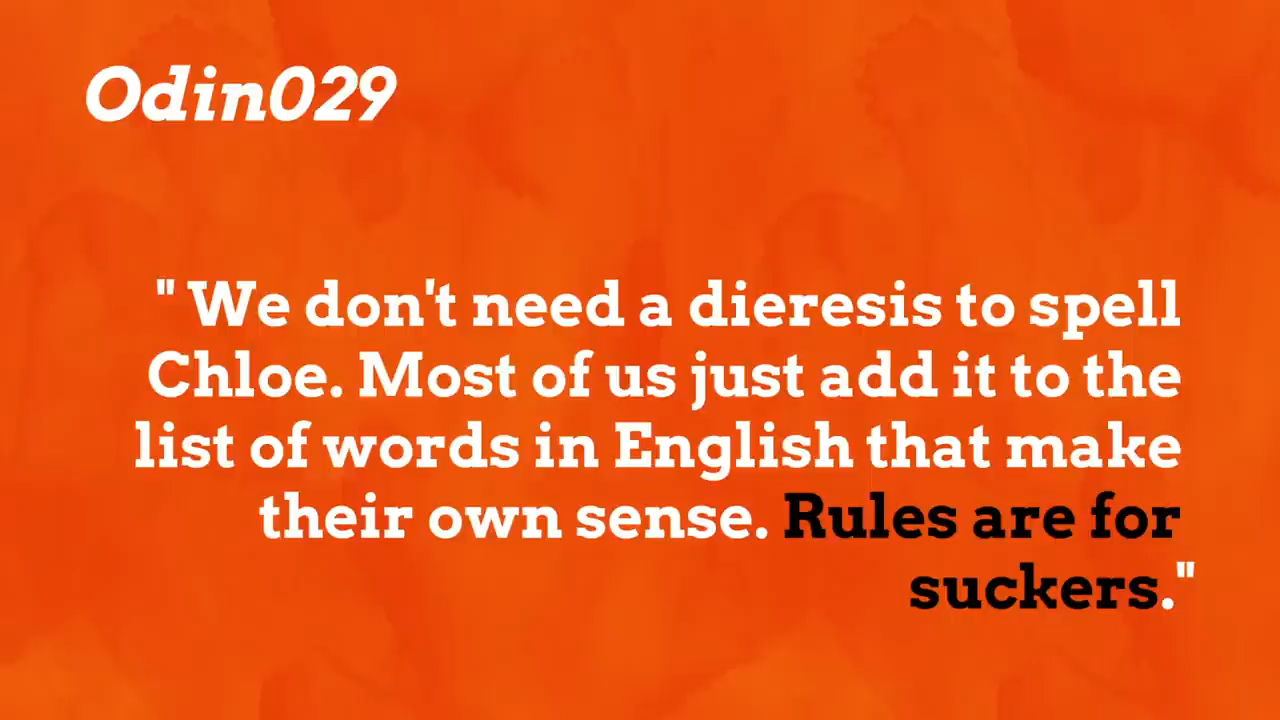 Odin029
" We don't need a dieresis to spell
Chloe. Most of us just add it to the
list of words in English that make
their own sense. Rules are for
suckers."